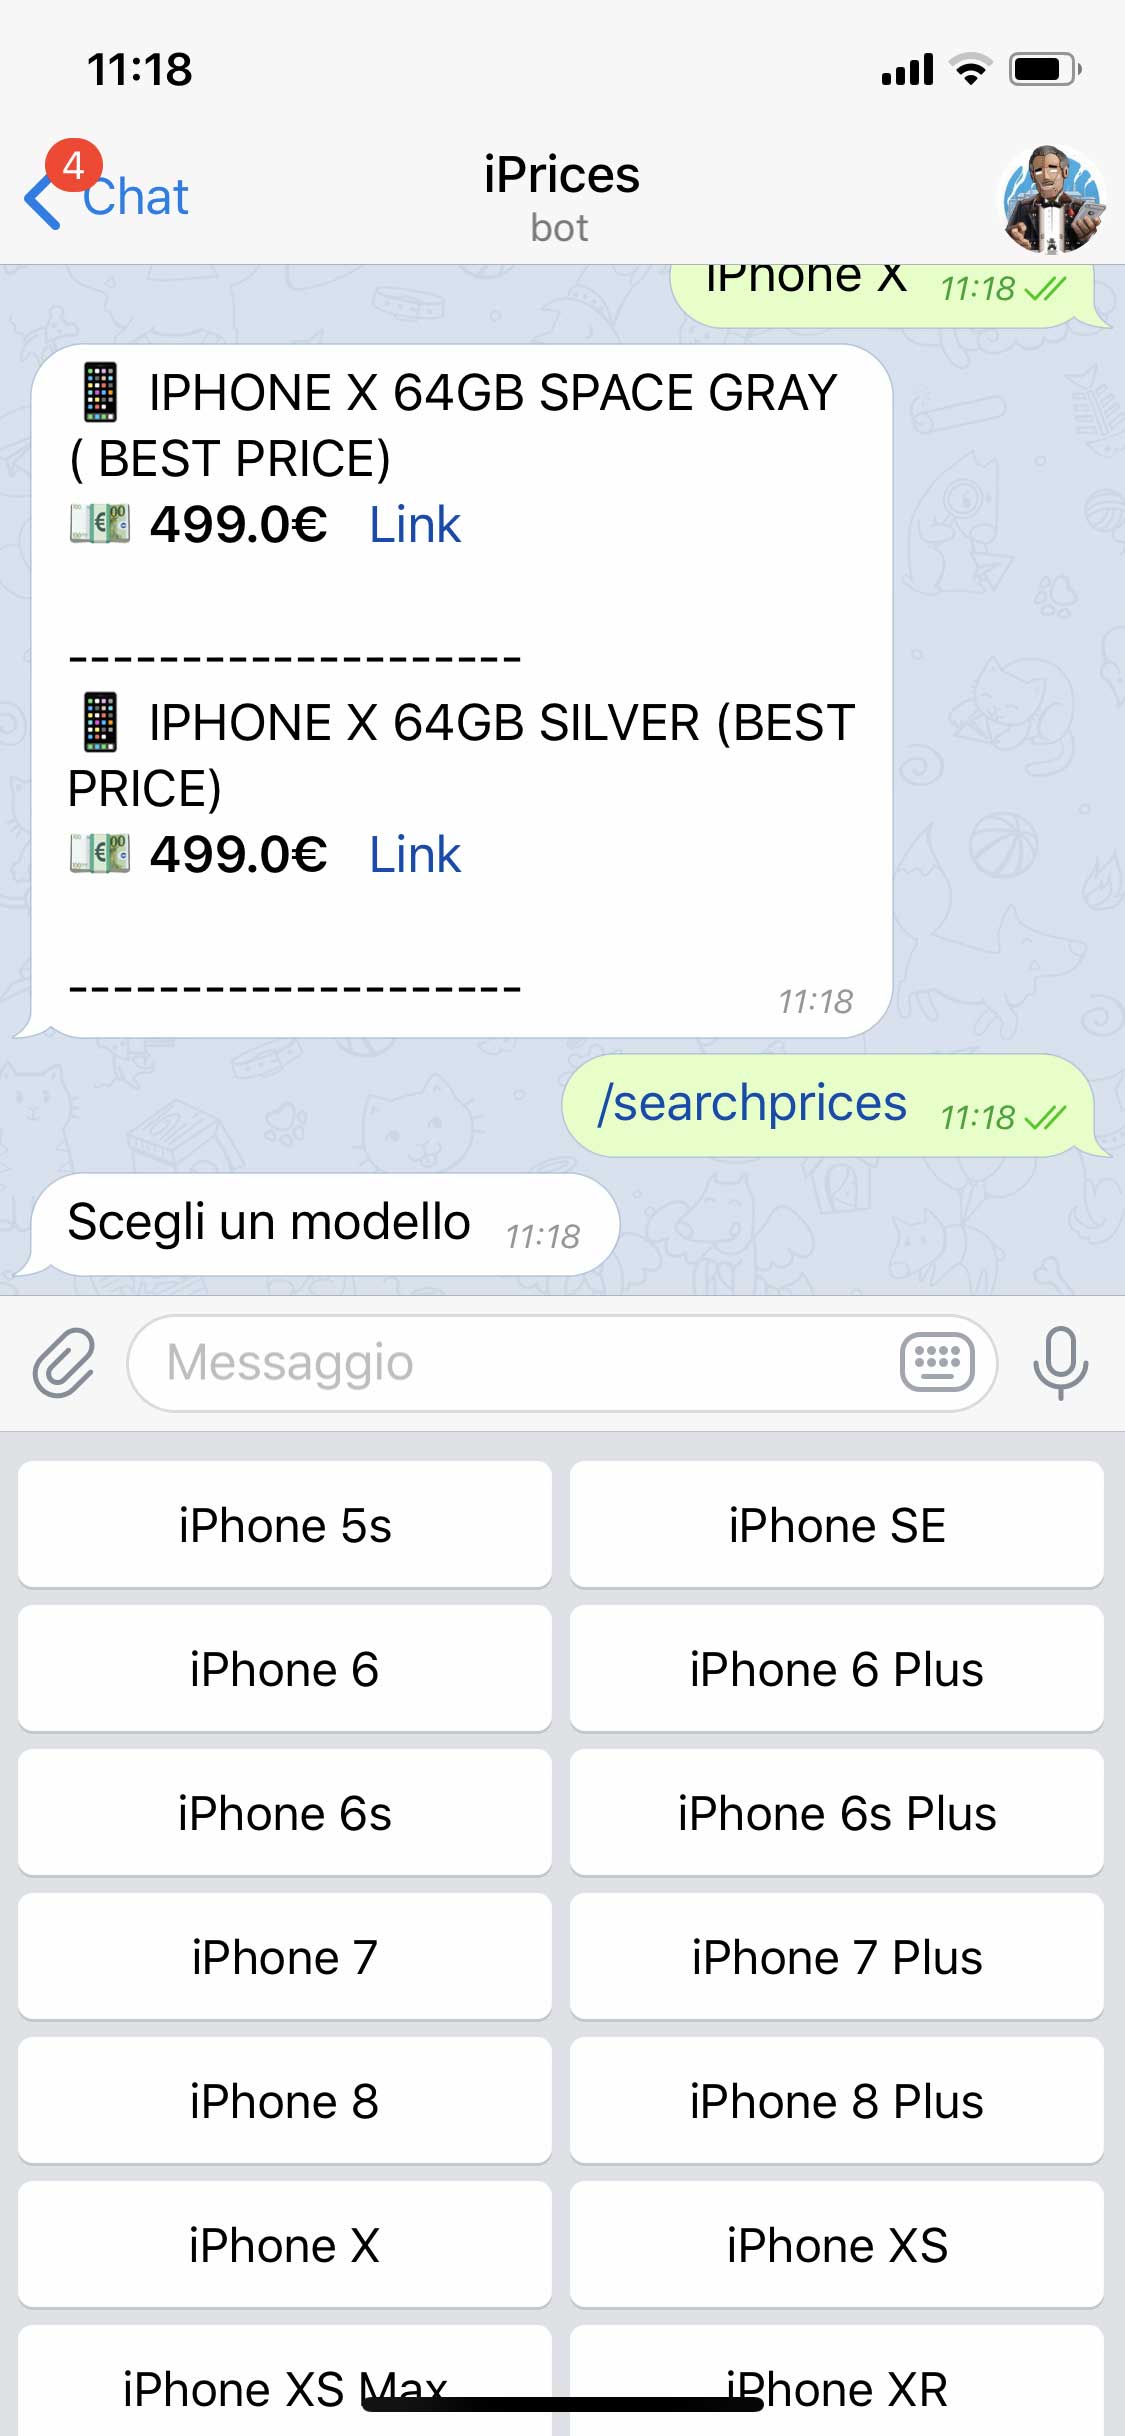 11:18
4
Chat
iPrices
bot
iPhone X 11:18
IPHONE X 64GB SPACE GRAY
( BEST PRICE)
499.0€ Link
--------------------
IPHONE X 64GB SILVER (BEST
PRICE)
499.0€ Link
--------------------
11:18
/searchprices 11:18
Scegli un modello 11:18
Messaggio
iPhone 5s
iPhone SE
iPhone 6
iPhone 6 Plus
iPhone 6s
iPhone 6s Plus
iPhone 7
iPhone 7 Plus
iPhone 8
iPhone 8 Plus
iPhone X
iPhone XS
iPhone XS Max
iPhone XR